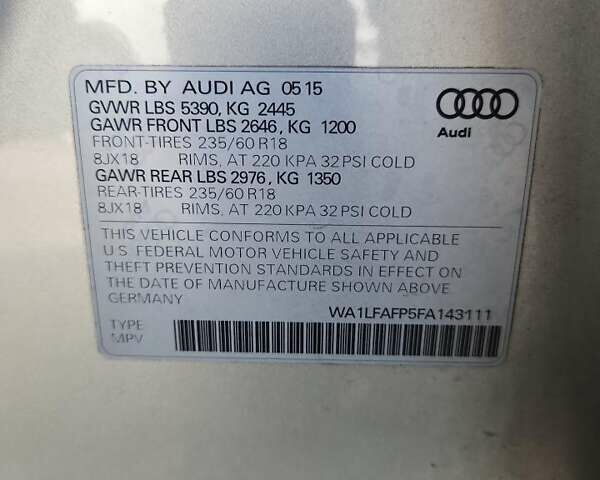 MFD. BY AUDI AG 05 15
GVWR LBS 5390, KG 2445
GAWR FRONT LBS 2646, KG 1200
FRONT-TIRES 235/60 R18
8JX18 RIMS, AT 220 KPA 32 PSI COLD
GAWR REAR LBS 2976, KG 1350
REAR-TIRES 235/60 R18
8JX18 RIMS, AT 220 KPA 32 PSI COLD
Audi
THIS VEHICLE CONFORMS TO ALL APPLICABLE
U.S. FEDERAL MOTOR VEHICLE SAFETY AND
THEFT PREVENTION STANDARDS IN EFFECT ON
THE DATE OF MANUFACTURE SHOWN ABOVE
GERMANY
WA1LFAFP5FA143111
TYPE
MPV